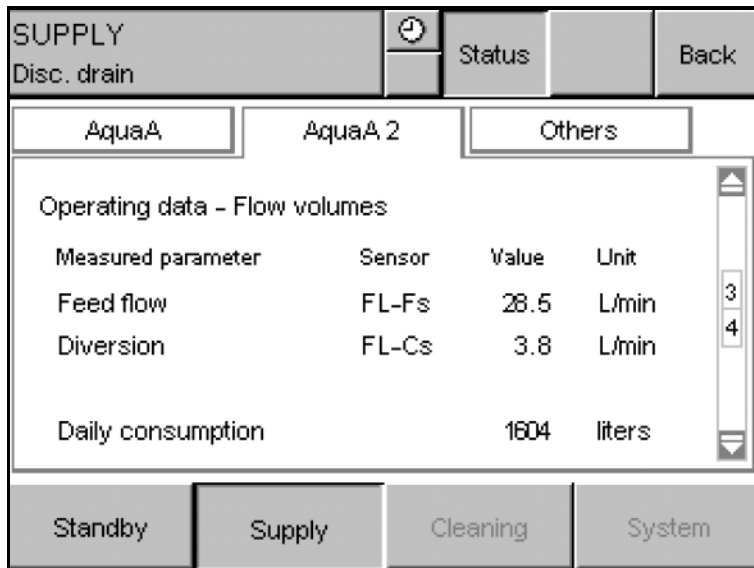 SUPPLY
Disc. drain
Status
Back
AquaA
AquaA 2
Others
Operating data - Flow volumes
Measured parameter Sensor Value Unit
Feed flow FL-Fs 28.5 L/min
3
Diversion FL-Cs 3.8 L/min
4
Daily consumption 1604 liters
Standby
Supply
Cleaning
System